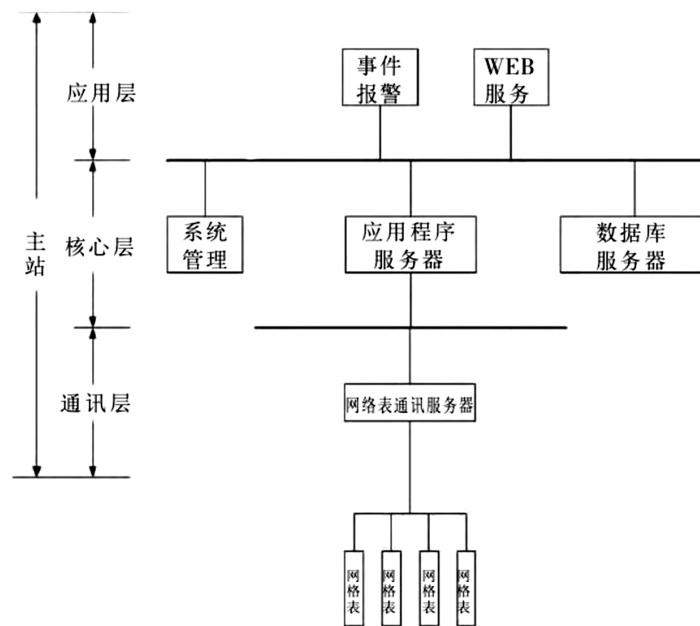 事件
报警
WEB
服务
应用层
主站
核心层
系统
管理
应用程序
服务器
数据库
服务器
通讯层
网络表通讯服务器
网格表
网格表
网格表
网格表